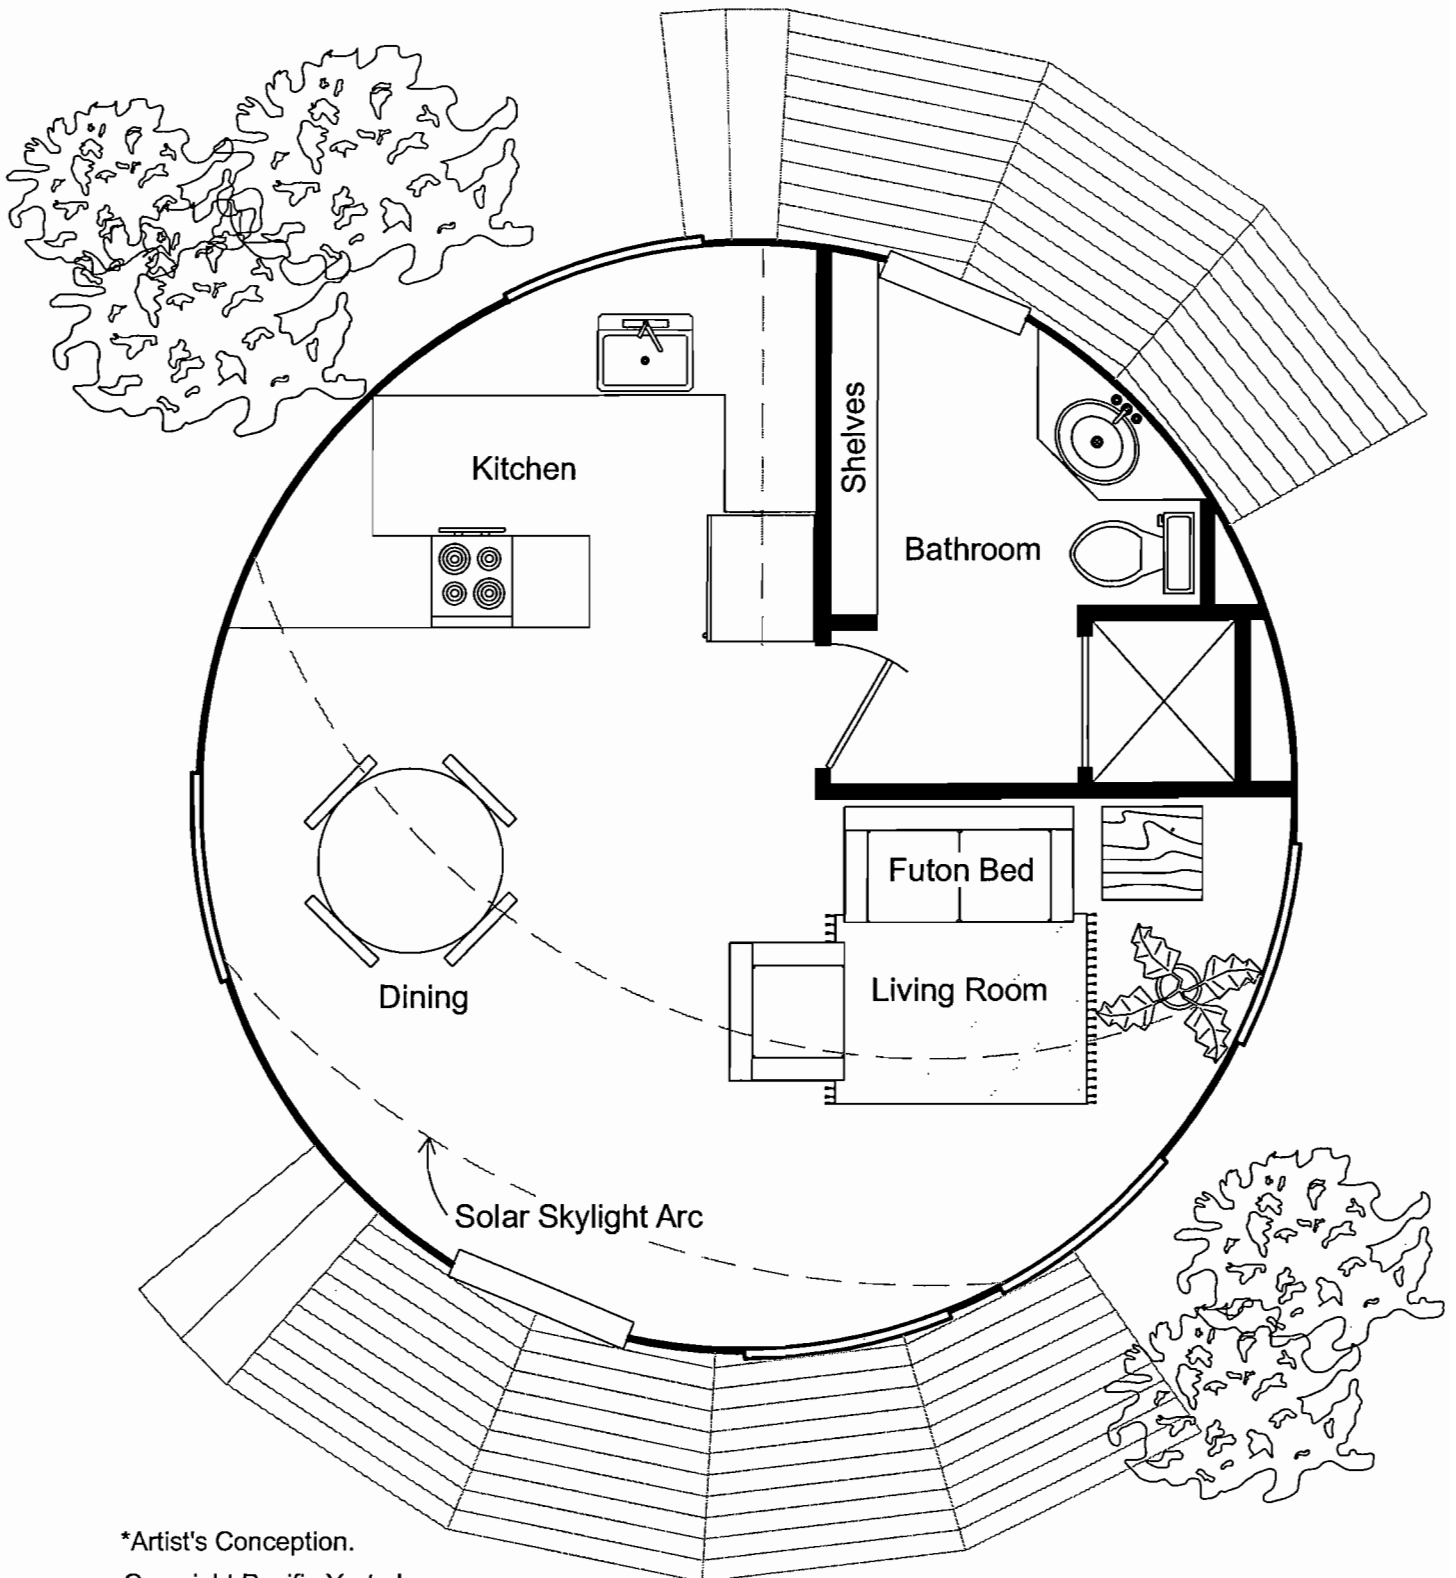 Kitchen
Shelves
Bathroom
Futon Bed
Living Room
Dining
Solar Skylight Arc
*Artist's Conception.